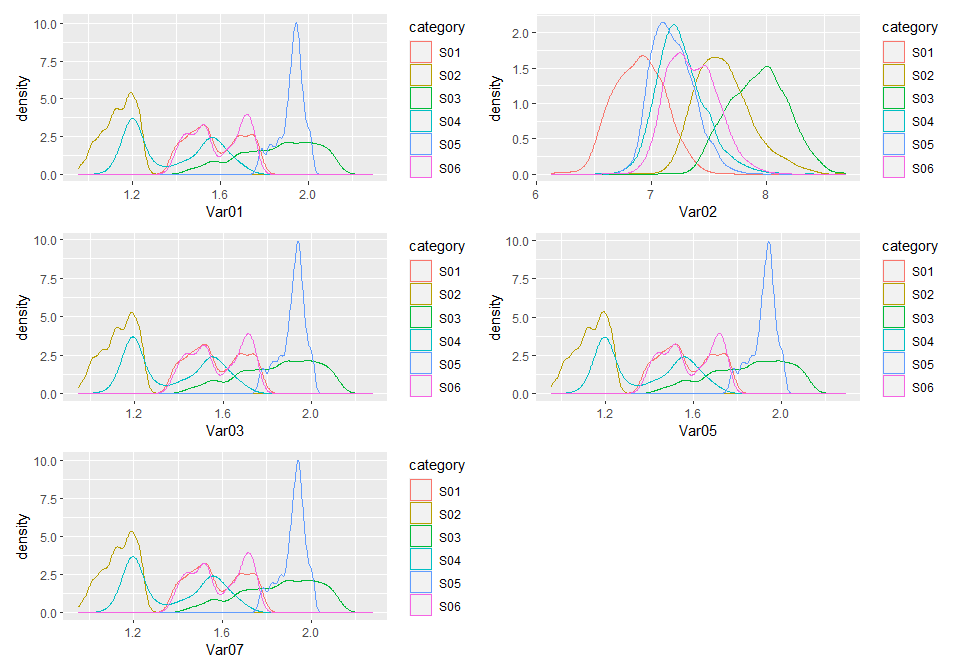 category
10.0
7.5
5.0
2.5
0.0
density
1.2
1.6
2.0
Var01
S01
S02
S03
S04
S05
S06
category
2.0
1.5
1.0
0.5
0.0
density
6
7
8
Var02
S01
S02
S03
S04
S05
S06
category
10.0
7.5
5.0
2.5
0.0
density
1.2
1.6
2.0
Var03
S01
S02
S03
S04
S05
S06
category
10.0
7.5
5.0
2.5
0.0
density
1.2
1.6
2.0
Var05
S01
S02
S03
S04
S05
S06
category
10.0
7.5
5.0
2.5
0.0
density
1.2
1.6
2.0
Var07
S01
S02
S03
S04
S05
S06